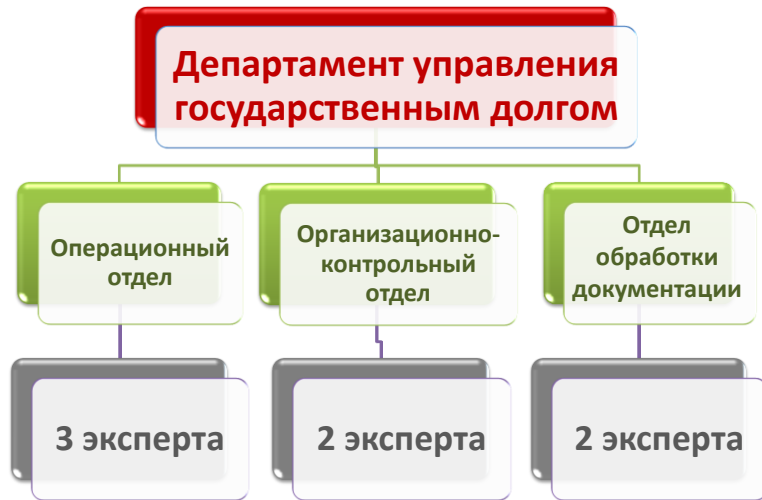 Департамент управления
государственным долгом
Операционный
отдел
Организационно-
контрольный
отдел
Отдел
обработки
документации
3 эксперта
2 эксперта
2 эксперта